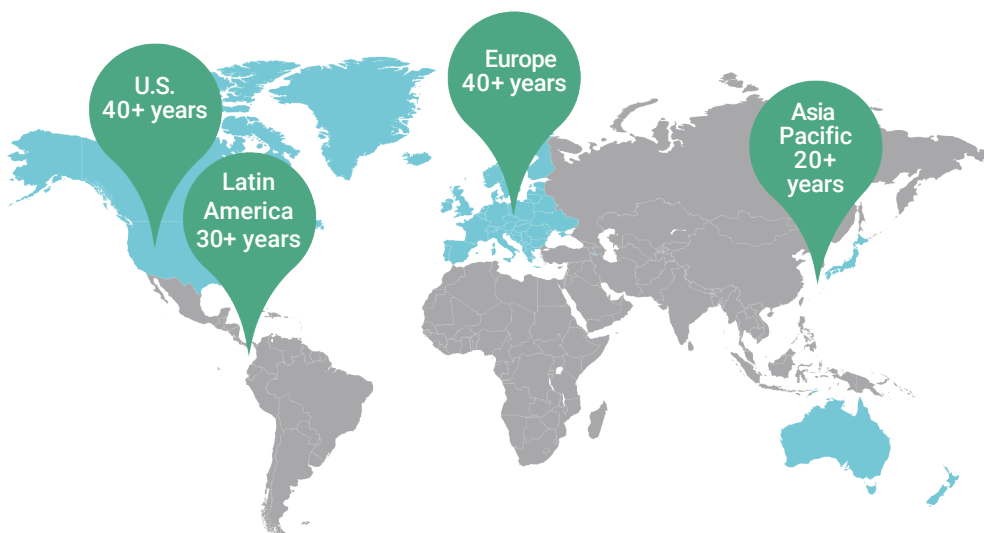 U.S.
40+ years
Latin
America
30+ years
Europe
40+ years
Asia
Pacific
20+
years